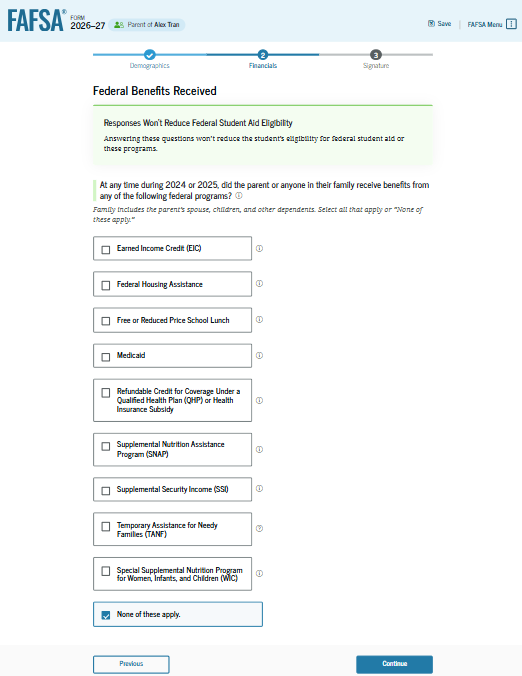 FAFSA®
FORM
2026–27
Parent of Alex Tran
Save
FAFSA Menu
Demographics
2
Financials
3
Signature
Federal Benefits Received
Responses Won't Reduce Federal Student Aid Eligibility
Answering these questions won't reduce the student's eligibility for federal student aid or
these programs.
At any time during 2024 or 2025, did the parent or anyone in their family receive benefits from
any of the following federal programs?
Family includes the parent's spouse, children, and other dependents. Select all that apply or "None of
these apply."
Earned Income Credit (EIC)
Federal Housing Assistance
Free or Reduced Price School Lunch
Medicaid
Refundable Credit for Coverage Under a
Qualified Health Plan (QHP) or Health
Insurance Subsidy
Supplemental Nutrition Assistance
Program (SNAP)
Supplemental Security Income (SSI)
Temporary Assistance for Needy
Families (TANF)
Special Supplemental Nutrition Program
for Women, Infants, and Children (WIC)
None of these apply.
Previous
Continue